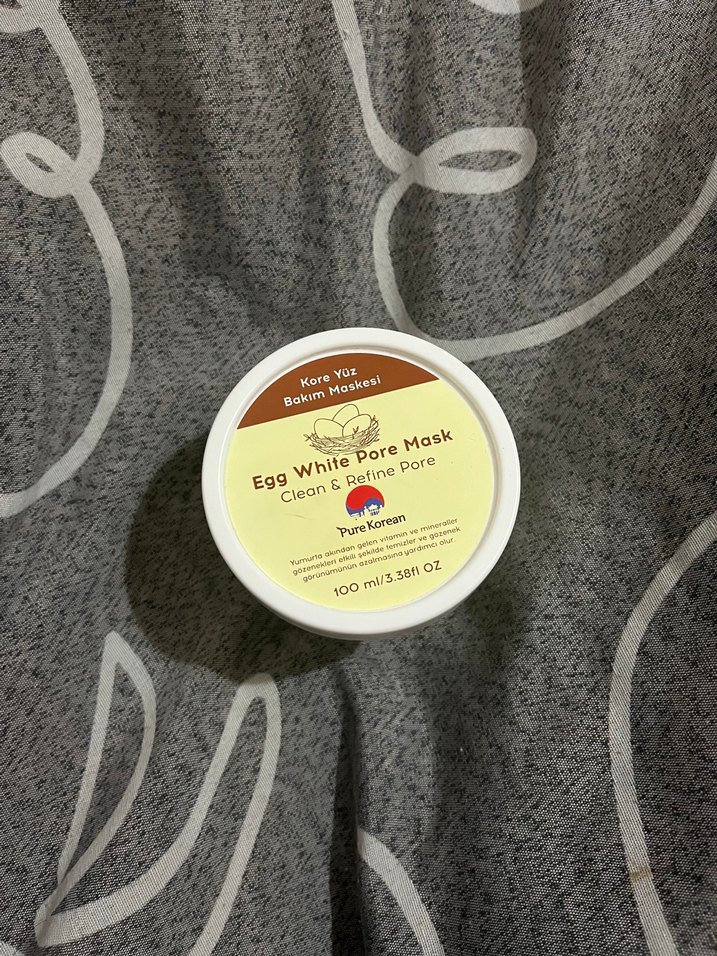 Kore Yüz
Bakım Maskesi
Egg White Pore Mask
Clean & Refine Pore
Pure Korean
Yumurta akından gelen vitamin ve mineraller
gözenekleri etkili şekilde temizler ve gözenek
görünümünün azalmasına yardımcı olur.
100 ml/3.38fl OZ